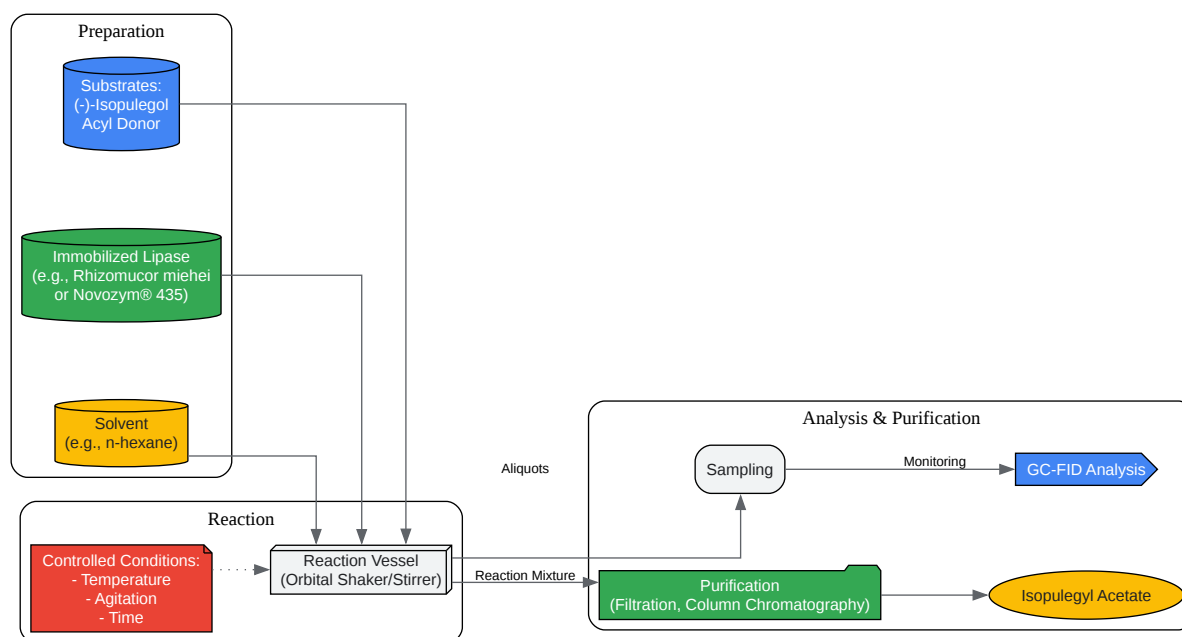 Preparation
Substrates:
(-)-Isopulegol
Acyl Donor
Immobilized Lipase
(e.g., Rhizomucor miehei
or Novozym® 435)
Solvent
(e.g., n-hexane)
Reaction
Controlled Conditions:
- Temperature
- Agitation
- Time
Reaction Vessel
(Orbital Shaker/Stirrer)
Aliquots
Reaction Mixture
Analysis & Purification
Sampling
Monitoring
GC-FID Analysis
Purification
(Filtration, Column Chromatography)
Isopulegyl Acetate